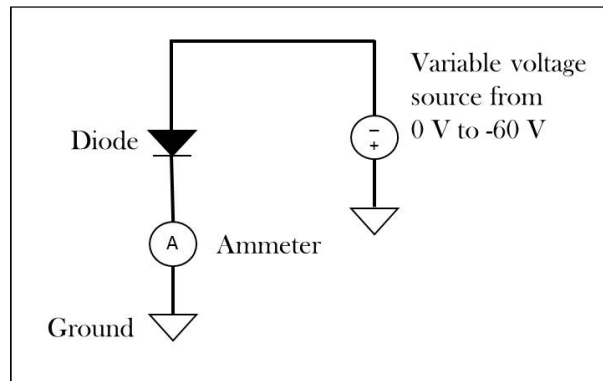 Variable voltage
source from
0 V to -60 V
Diode
−
+
A
Ammeter
Ground